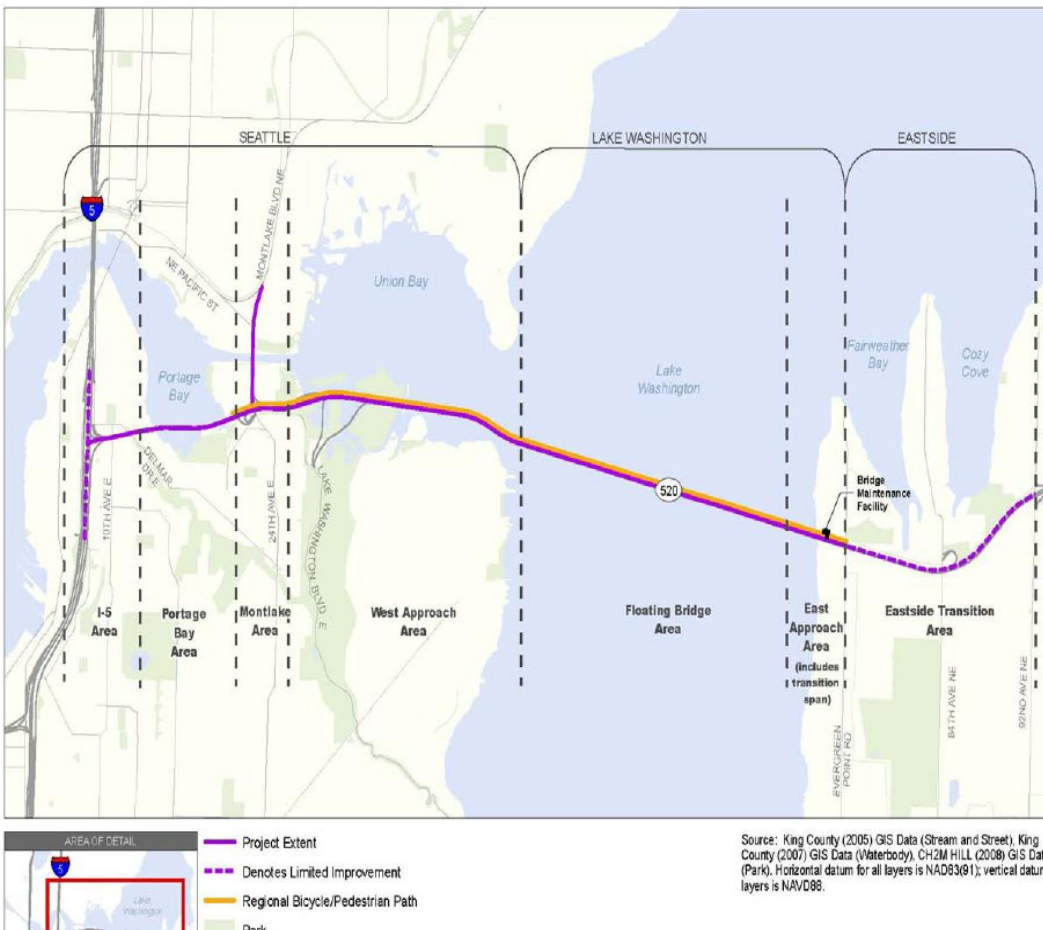 SEATTLE
LAKE WASHINGTON
EASTSIDE
5
MONTLAKE BLVD NE
NE PACIFIC ST
Union Bay
Portage
Bay
Lake
Washington
Fairweather
Bay
Cozy
Cove
DELMAR
DR E
10TH AVE E
24TH AVE E
LAKE WASHINGTON BLVD E
520
Bridge
Maintenance
Facility
I-5
Area
Portage
Bay
Area
Montlake
Area
West Approach
Area
Floating Bridge
Area
East
Approach
Area
(includes
transition
span)
Eastside Transition
Area
EVERGREEN
POINT RD
84TH AVE NE
92ND AVE NE
AREA OF DETAIL
5
Lake
Washington
Project Extent
Denotes Limited Improvement
Regional Bicycle/Pedestrian Path
Park
Source: King County (2005) GIS Data (Stream and Street), King
County (2007) GIS Data (Waterbody), CH2M HILL (2008) GIS Dat
(Park). Horizontal datum for all layers is NAD83(91); vertical datum
layers is NAVD88.